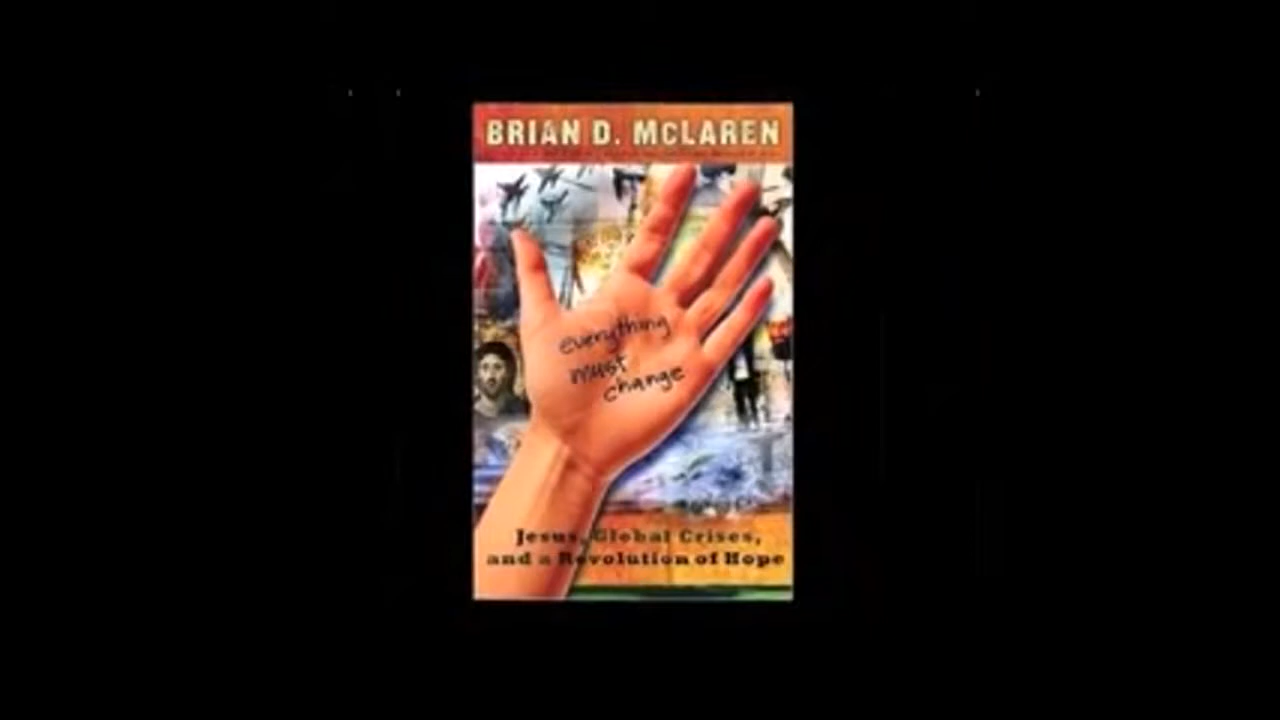 BRIAN D. McLAREN
everything
must
change
Jesus, Global Crises,
and a Revolution of Hope